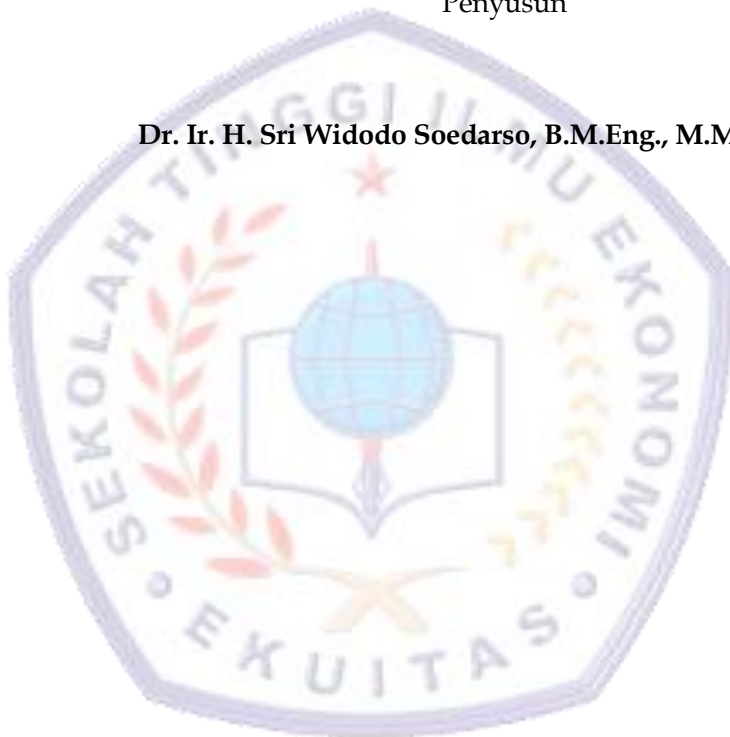 Penyusun
Dr. Ir. H. Sri Widodo Soedarso, B.M.Eng., M.M
SEKOLAH TINGGI ILMU EKONOMI
EKUITAS